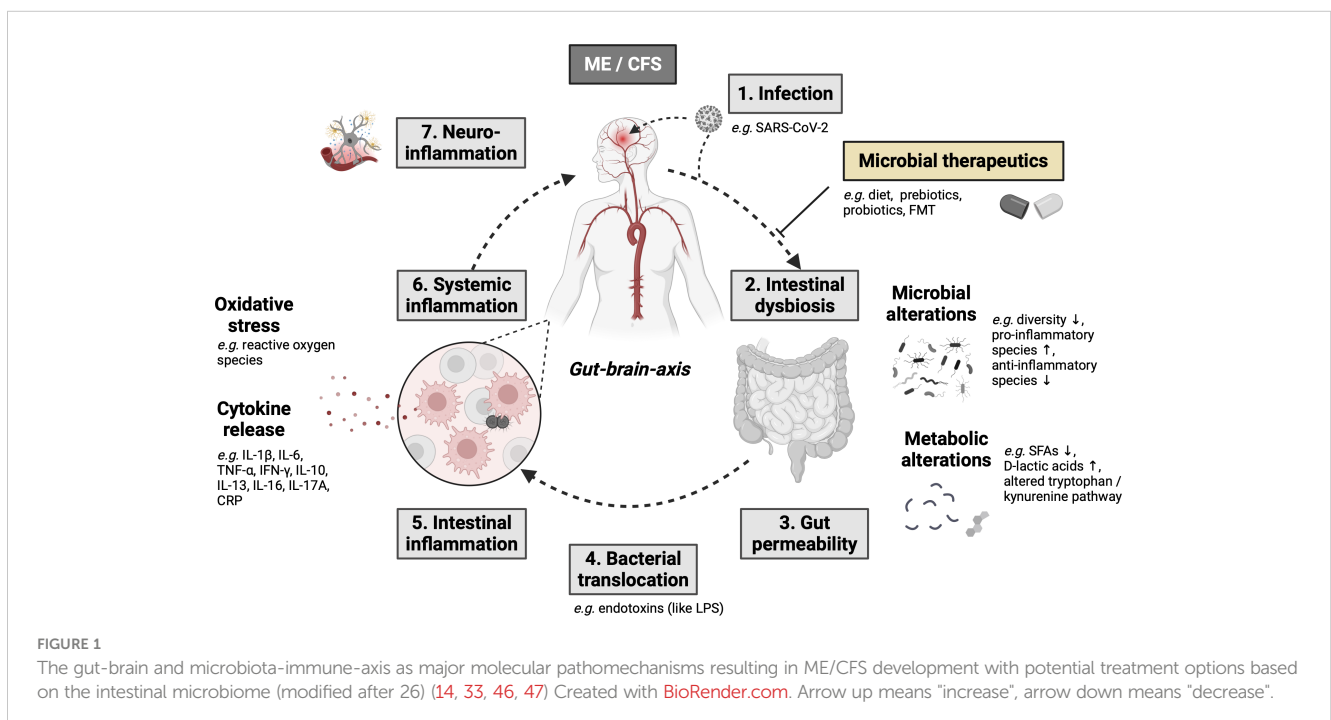 ME / CFS
1. Infection
e.g. SARS-CoV-2
Microbial therapeutics
e.g. diet, prebiotics,
probiotics, FMT
2. Intestinal
dysbiosis
Microbial
alterations
e.g. diversity ↓,
pro-inflammatory
species ↑,
anti-inflammatory
species ↓
Metabolic
alterations
e.g. SFAs ↓,
D-lactic acids ↑,
altered tryptophan /
kynurenine pathway
3. Gut
permeability
4. Bacterial
translocation
e.g. endotoxins (like LPS)
5. Intestinal
inflammation
6. Systemic
inflammation
Oxidative
stress
e.g. reactive oxygen
species
Cytokine
release
e.g. IL-1β, IL-6,
TNF-α, IFN-γ, IL-10,
IL-13, IL-16, IL-17A,
CRP
7. Neuro-
inflammation
Gut-brain-axis
FIGURE 1
The gut-brain and microbiota-immune-axis as major molecular pathomechanisms resulting in ME/CFS development with potential treatment options based
on the intestinal microbiome (modified after 26) (14, 33, 46, 47) Created with BioRender.com. Arrow up means "increase", arrow down means "decrease".